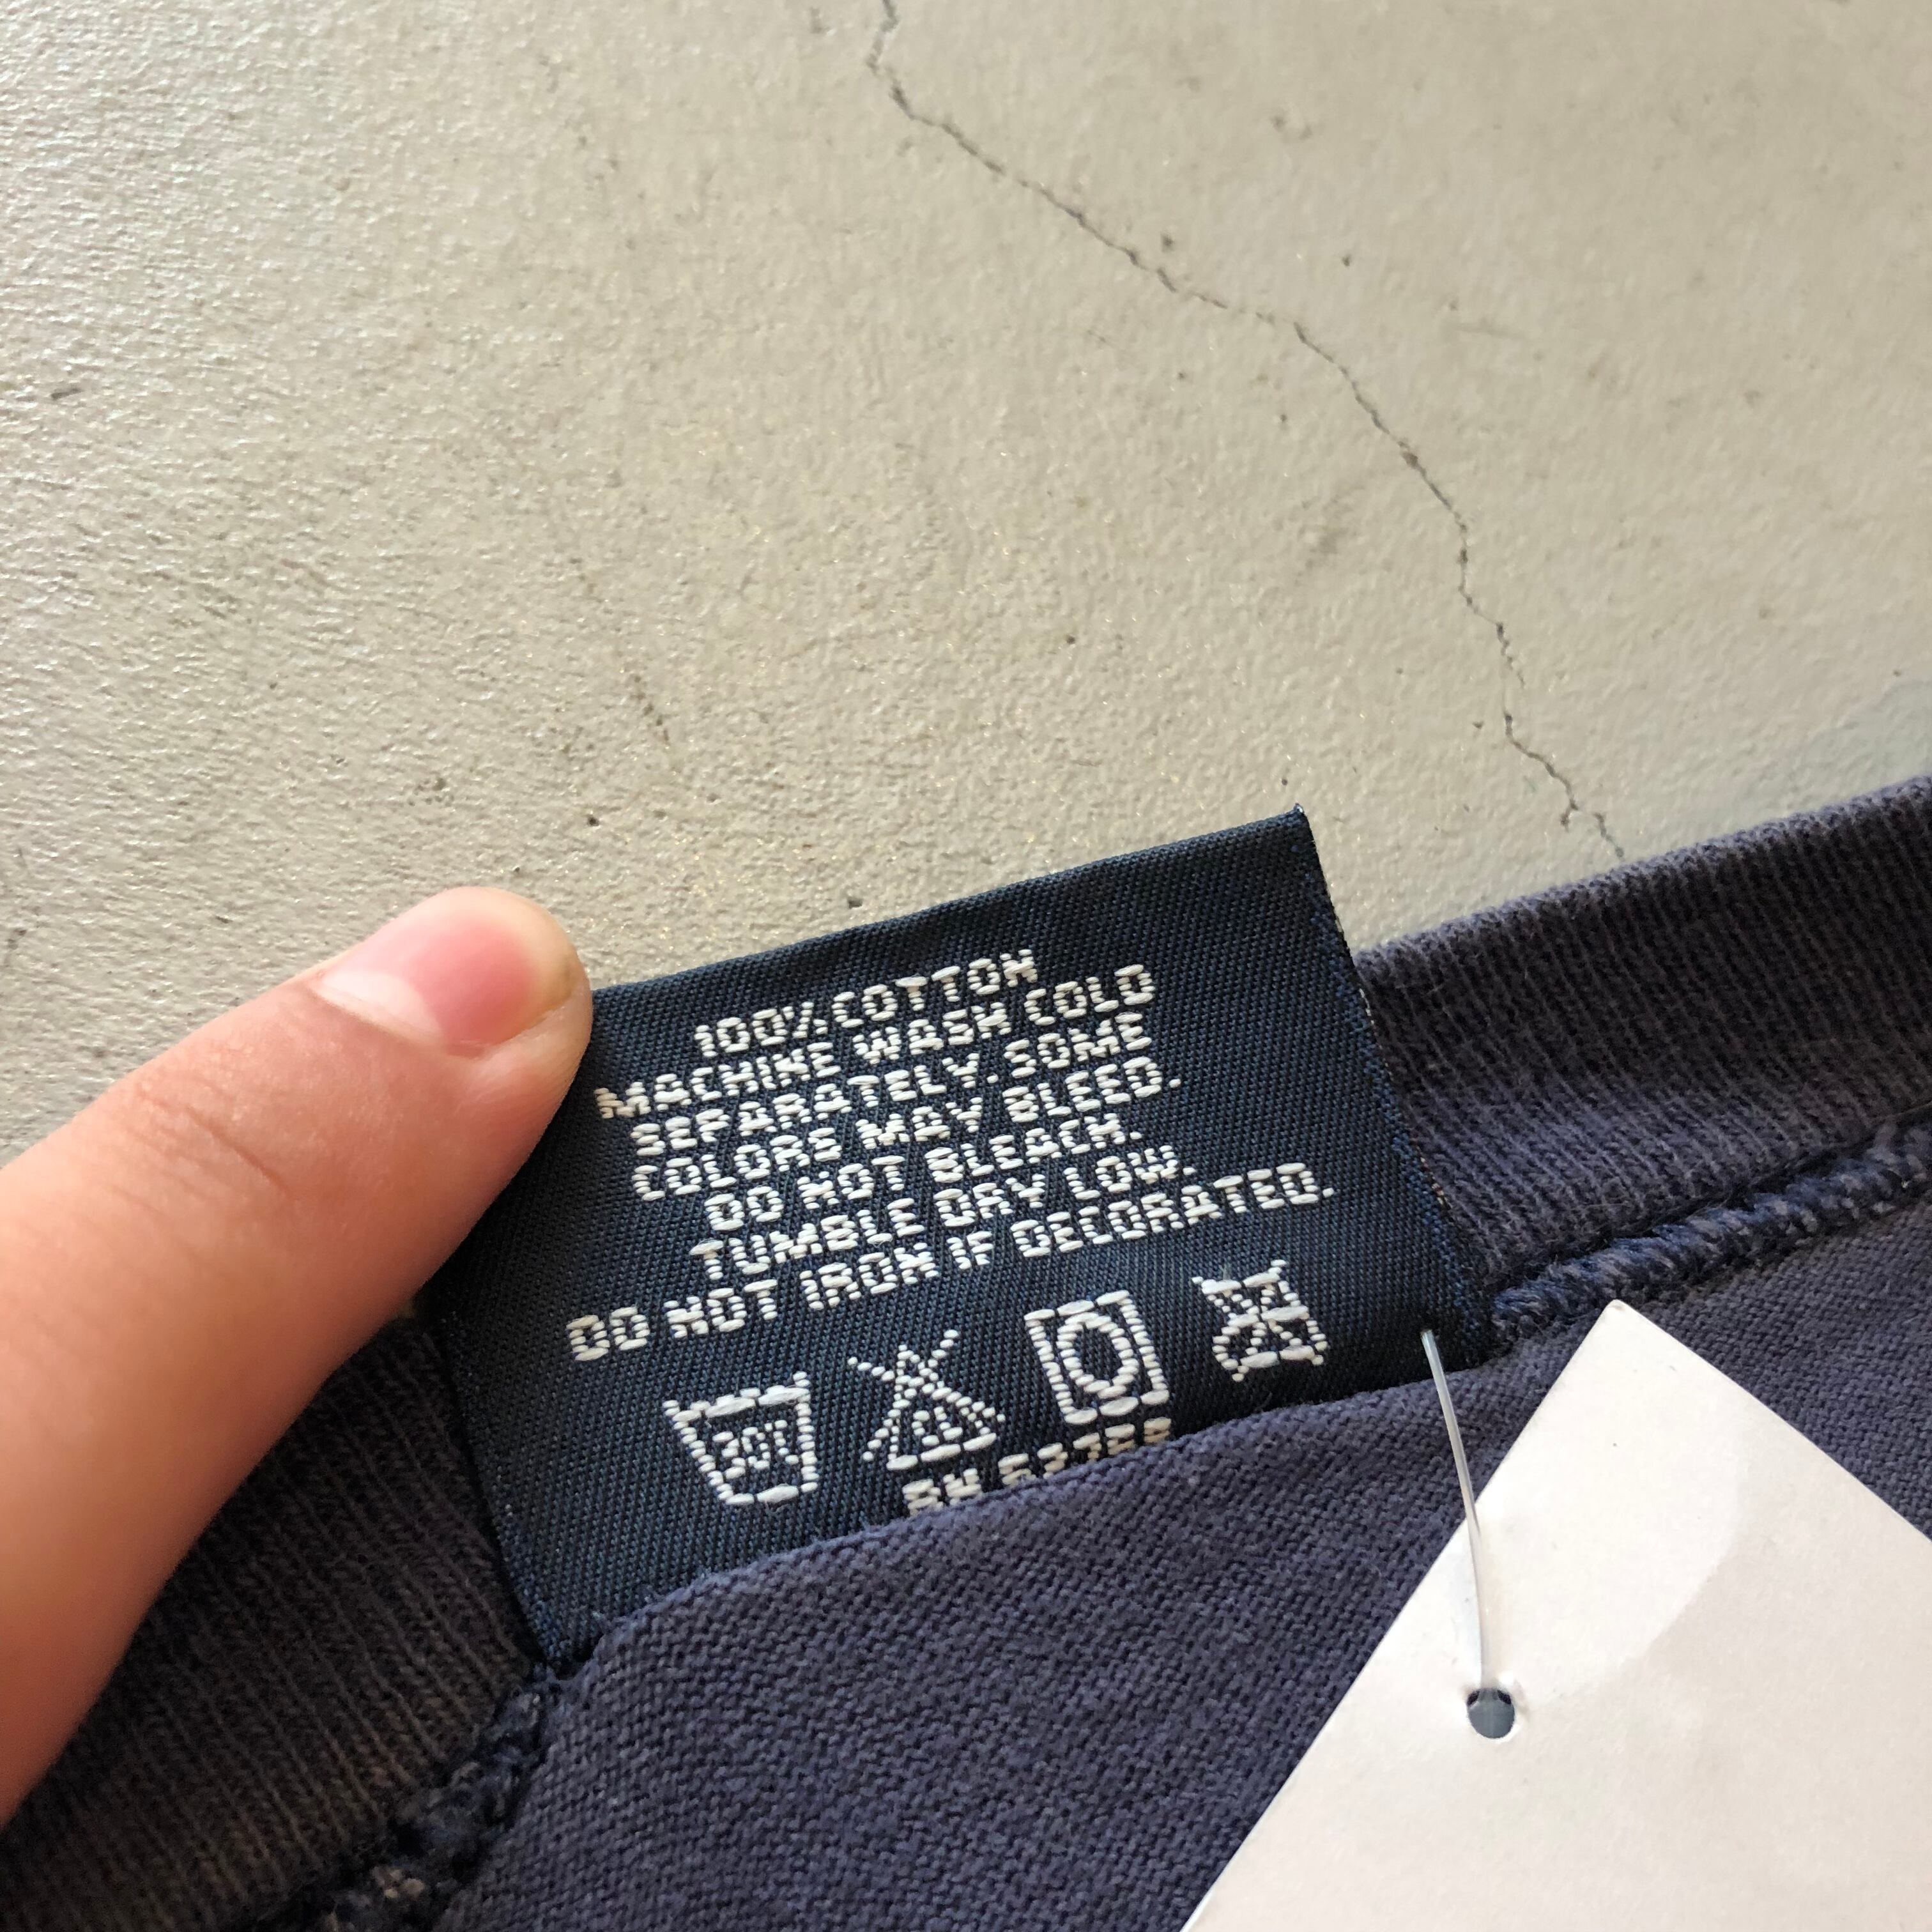 100% COTTON
MACHINE WASH COLD
SEPARATELY. SOME
COLORS MAY BLEED.
DO NOT BLEACH.
TUMBLE DRY LOW.
DO NOT IRON IF DECORATED.
30°C